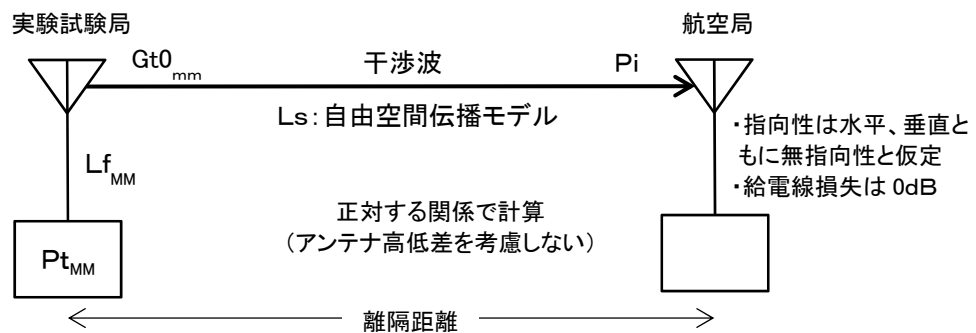 実験試験局
航空局
Gt0mm
干渉波
Pi
Ls:自由空間伝播モデル
・指向性は水平、垂直と
もに無指向性と仮定
・給電線損失は 0dB
LfMM
正対する関係で計算
(アンテナ高低差を考慮しない)
PtMM
離隔距離